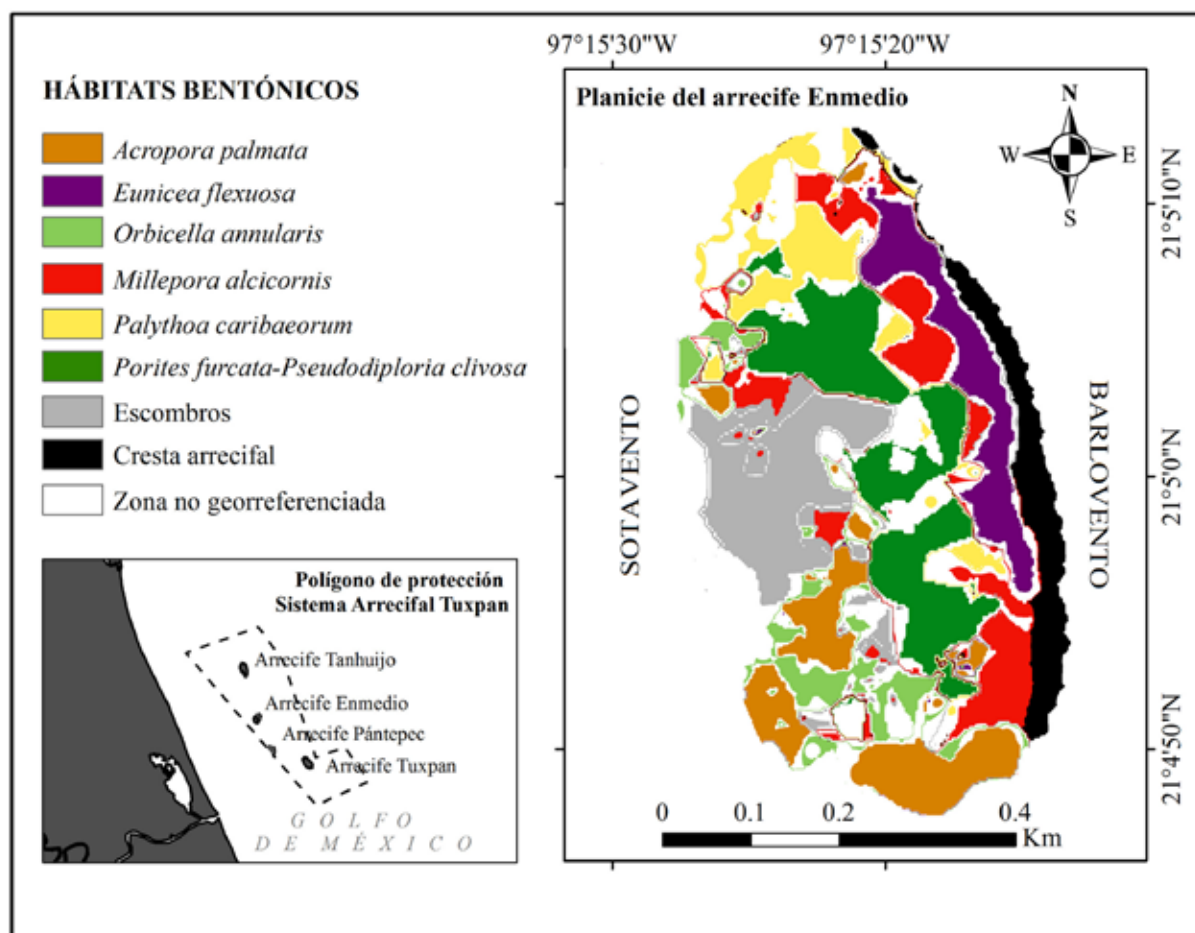 HÁBITATS BENTÓNICOS
Acropora palmata
Eunicea flexuosa
Orbicella annularis
Millepora alcicornis
Palythoa caribaeorum
Porites furcata-Pseudodiploria clivosa
Escombros
Cresta arrecifal
Zona no georreferenciada
Polígono de protección
Sistema Arrecifal Tuxpan
Arrecife Tanhuijo
Arrecife Enmedio
Arrecife Pántepec
Arrecife Tuxpan
GOLFO
DE MÉXICO
97°15'30"W
97°15'20"W
Planicie del arrecife Enmedio
N
W
E
S
SOTAVENTO
BARLOVENTO
21°5'10"N
21°5'0"N
21°4'50"N
0
0.1
0.2
0.4
Km